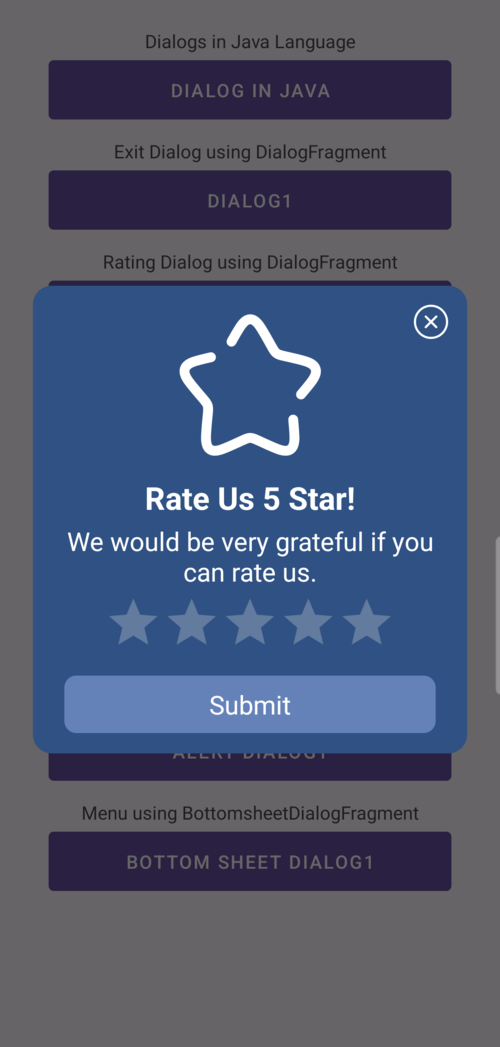 Dialogs in Java Language
DIALOG IN JAVA
Exit Dialog using DialogFragment
DIALOG1
Rating Dialog using DialogFragment
Rate Us 5 Star!
We would be very grateful if you
can rate us.
Submit
ALERT DIALOG1
Menu using BottomsheetDialogFragment
BOTTOM SHEET DIALOG1